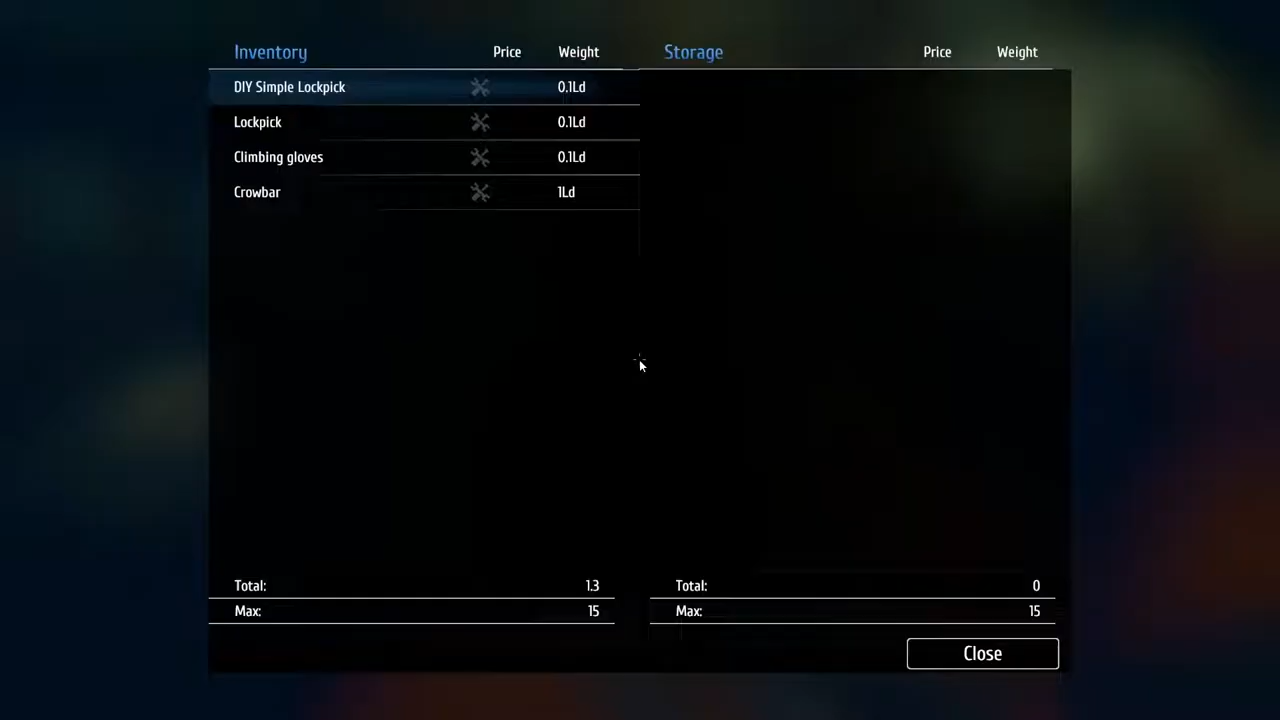 Inventory Price Weight
DIY Simple Lockpick 0.1Ld
Lockpick 0.1Ld
Climbing gloves 0.1Ld
Crowbar 1Ld
Total: 1.3
Max: 15
Storage Price Weight
Total: 0
Max: 15
Close